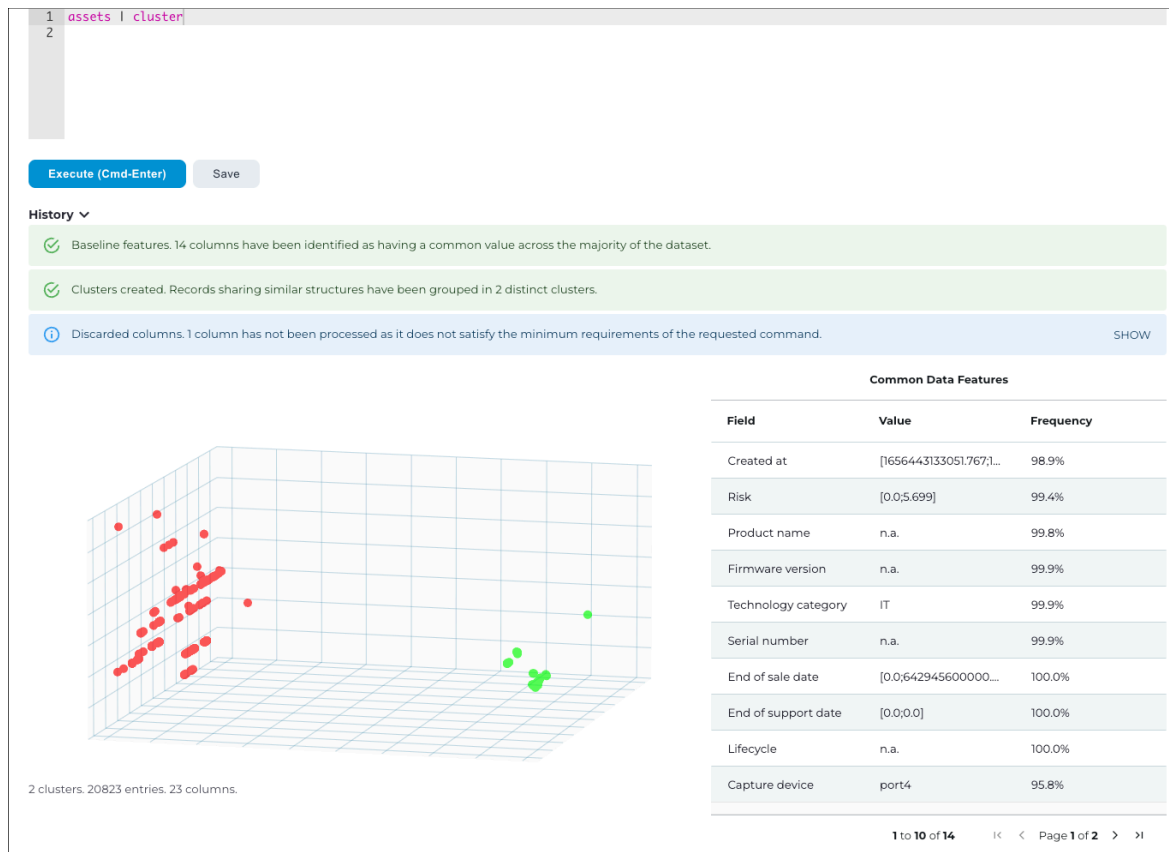 1 assets | cluster
2
Execute (Cmd-Enter) Save
History
Baseline features. 14 columns have been identified as having a common value across the majority of the dataset.
Clusters created. Records sharing similar structures have been grouped in 2 distinct clusters.
Discarded columns. 1 column has not been processed as it does not satisfy the minimum requirements of the requested command. SHOW
Common Data Features
Field Value Frequency
Created at [1656443133051.767;1... 98.9%
Risk [0.0;5.699] 99.4%
Product name n.a. 99.8%
Firmware version n.a. 99.9%
Technology category IT 99.9%
Serial number n.a. 99.9%
End of sale date [0.0;642945600000.... 100.0%
End of support date [0.0;0.0] 100.0%
Lifecycle n.a. 100.0%
Capture device port4 95.8%
2 clusters. 20823 entries. 23 columns.
1 to 10 of 14 Page 1 of 2